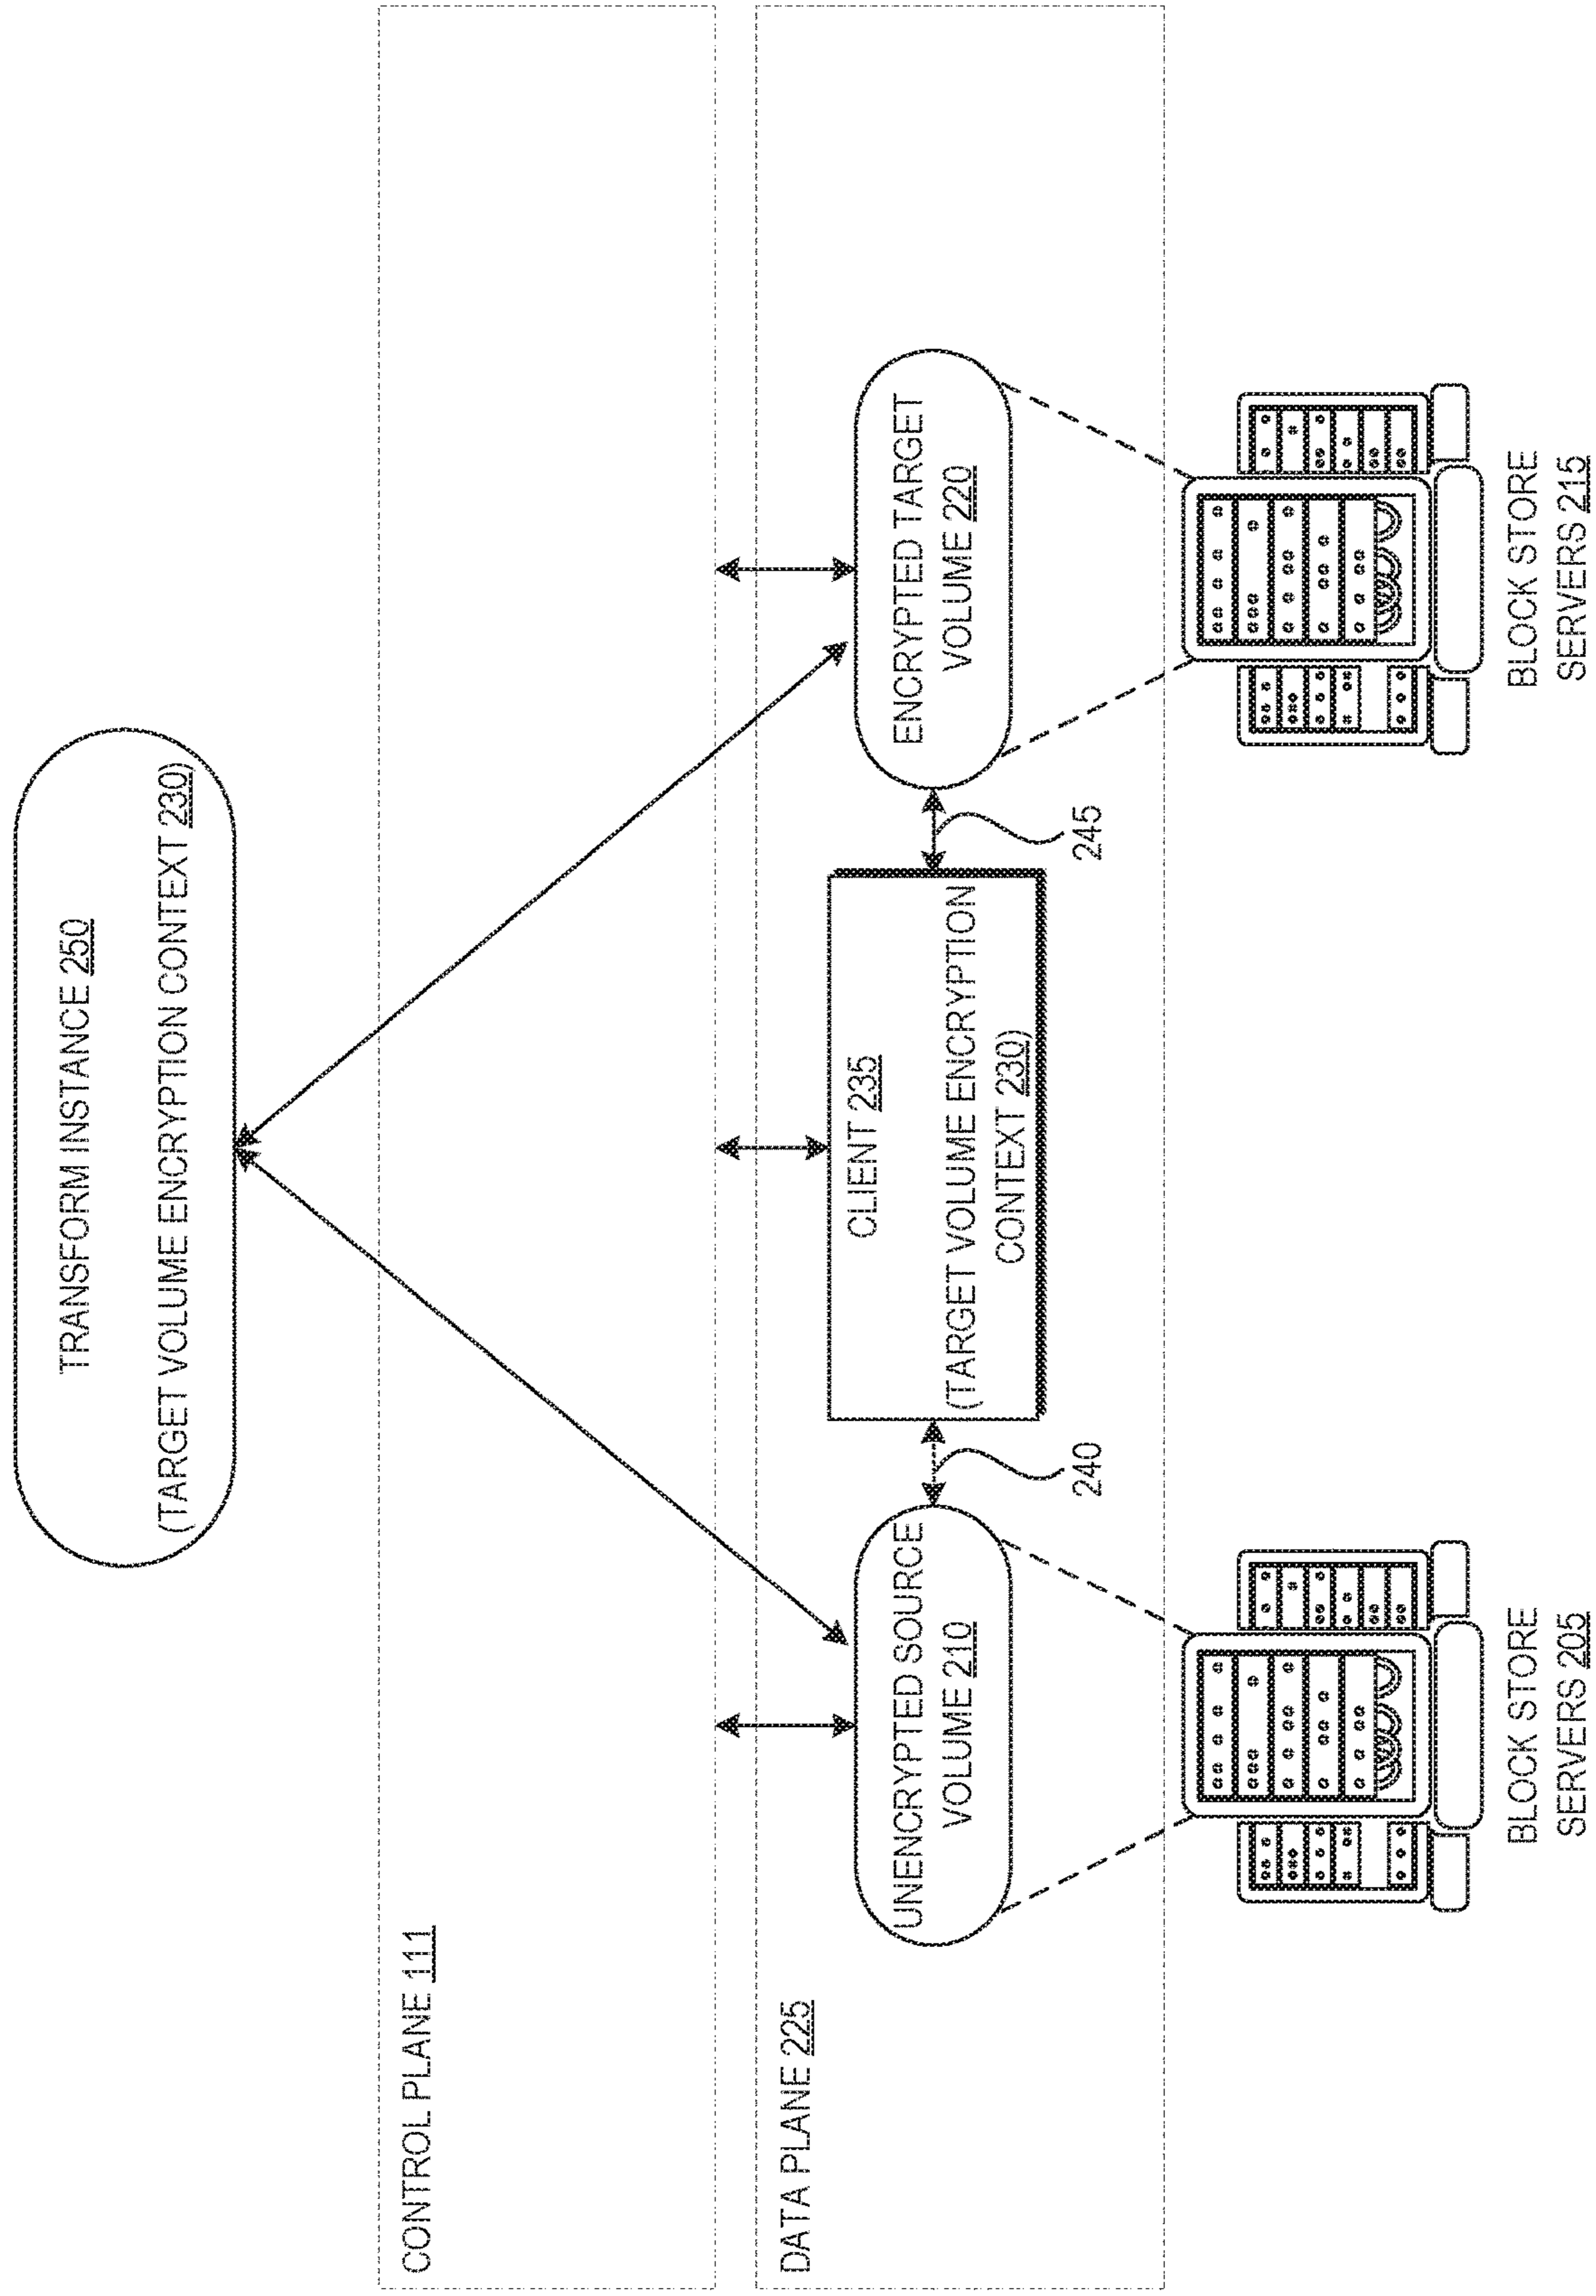 TRANSFORM INSTANCE 250
(TARGET VOLUME ENCRYPTION CONTEXT 230)
CONTROL PLANE 111
DATA PLANE 225
UNENCRYPTED SOURCE
VOLUME 210
240
CLIENT 235
(TARGET VOLUME ENCRYPTION
CONTEXT 230)
245
ENCRYPTED TARGET
VOLUME 220
BLOCK STORE
SERVERS 205
BLOCK STORE
SERVERS 215